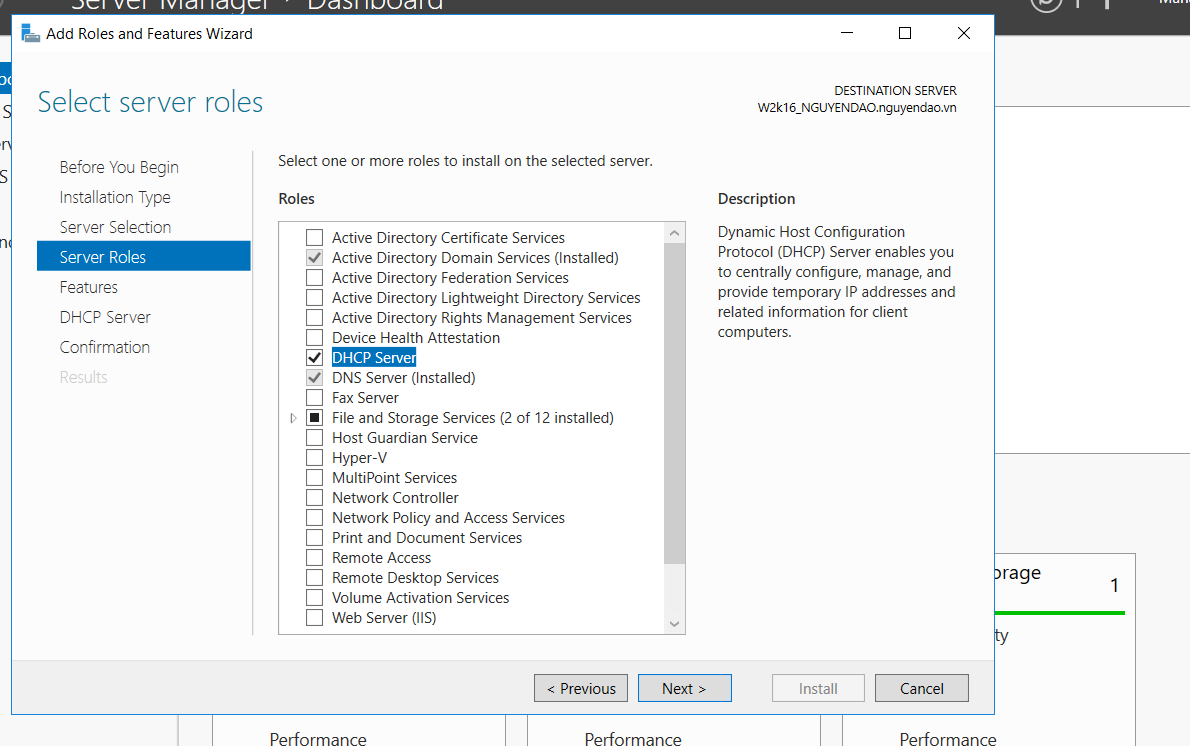 Server Manager
Dashboard
Add Roles and Features Wizard
Select server roles
DESTINATION SERVER
W2k16_NGUYENDAO.nguyendao.vn
Before You Begin
Installation Type
Server Selection
Server Roles
Features
DHCP Server
Confirmation
Results
Select one or more roles to install on the selected server.
Roles
Active Directory Certificate Services
Active Directory Domain Services (Installed)
Active Directory Federation Services
Active Directory Lightweight Directory Services
Active Directory Rights Management Services
Device Health Attestation
DHCP Server
DNS Server (Installed)
Fax Server
File and Storage Services (2 of 12 installed)
Host Guardian Service
Hyper-V
MultiPoint Services
Network Controller
Network Policy and Access Services
Print and Document Services
Remote Access
Remote Desktop Services
Volume Activation Services
Web Server (IIS)
Description
Dynamic Host Configuration
Protocol (DHCP) Server enables you
to centrally configure, manage, and
provide temporary IP addresses and
related information for client
computers.
orage
1
ty
< Previous
Next >
Install
Cancel
Performance
Performance
Performance